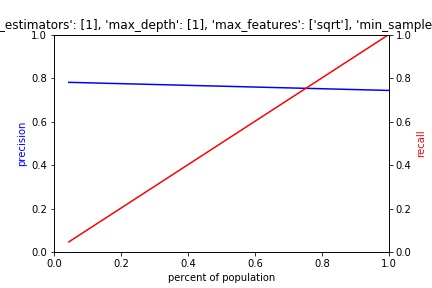 _estimators': [1], 'max_depth': [1], 'max_features': ['sqrt'], 'min_sample
1.0 1.0
0.8 0.8
precision recall
0.6 0.6
0.4 0.4
0.2 0.2
0.0 0.0
0.0 0.2 0.4 0.6 0.8 1.0
percent of population